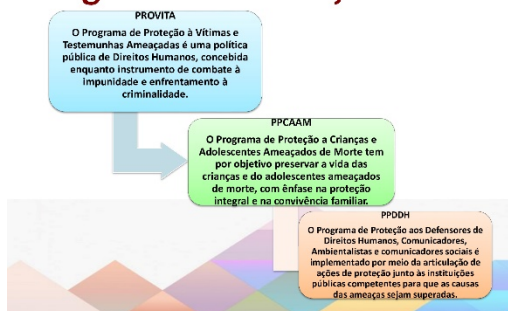 PROVITA
O Programa de Proteção à Vítimas e
Testemunhas Ameaçadas é uma política
pública de Direitos Humanos, concebida
enquanto instrumento de combate à
impunidade e enfrentamento à
criminalidade.
PPCAAM
O Programa de Proteção a Crianças e
Adolescentes Ameaçados de Morte tem
por objetivo preservar a vida das
crianças e do adolescentes ameaçados
de morte, com ênfase na proteção
integral e na convivência familiar.
PPDDH
O Programa de Proteção aos Defensores de
Direitos Humanos, Comunicadores,
Ambientalistas e comunicadores sociais é
implementado por meio da articulação de
ações de proteção junto às instituições
públicas competentes para que as causas
das ameaças sejam superadas.